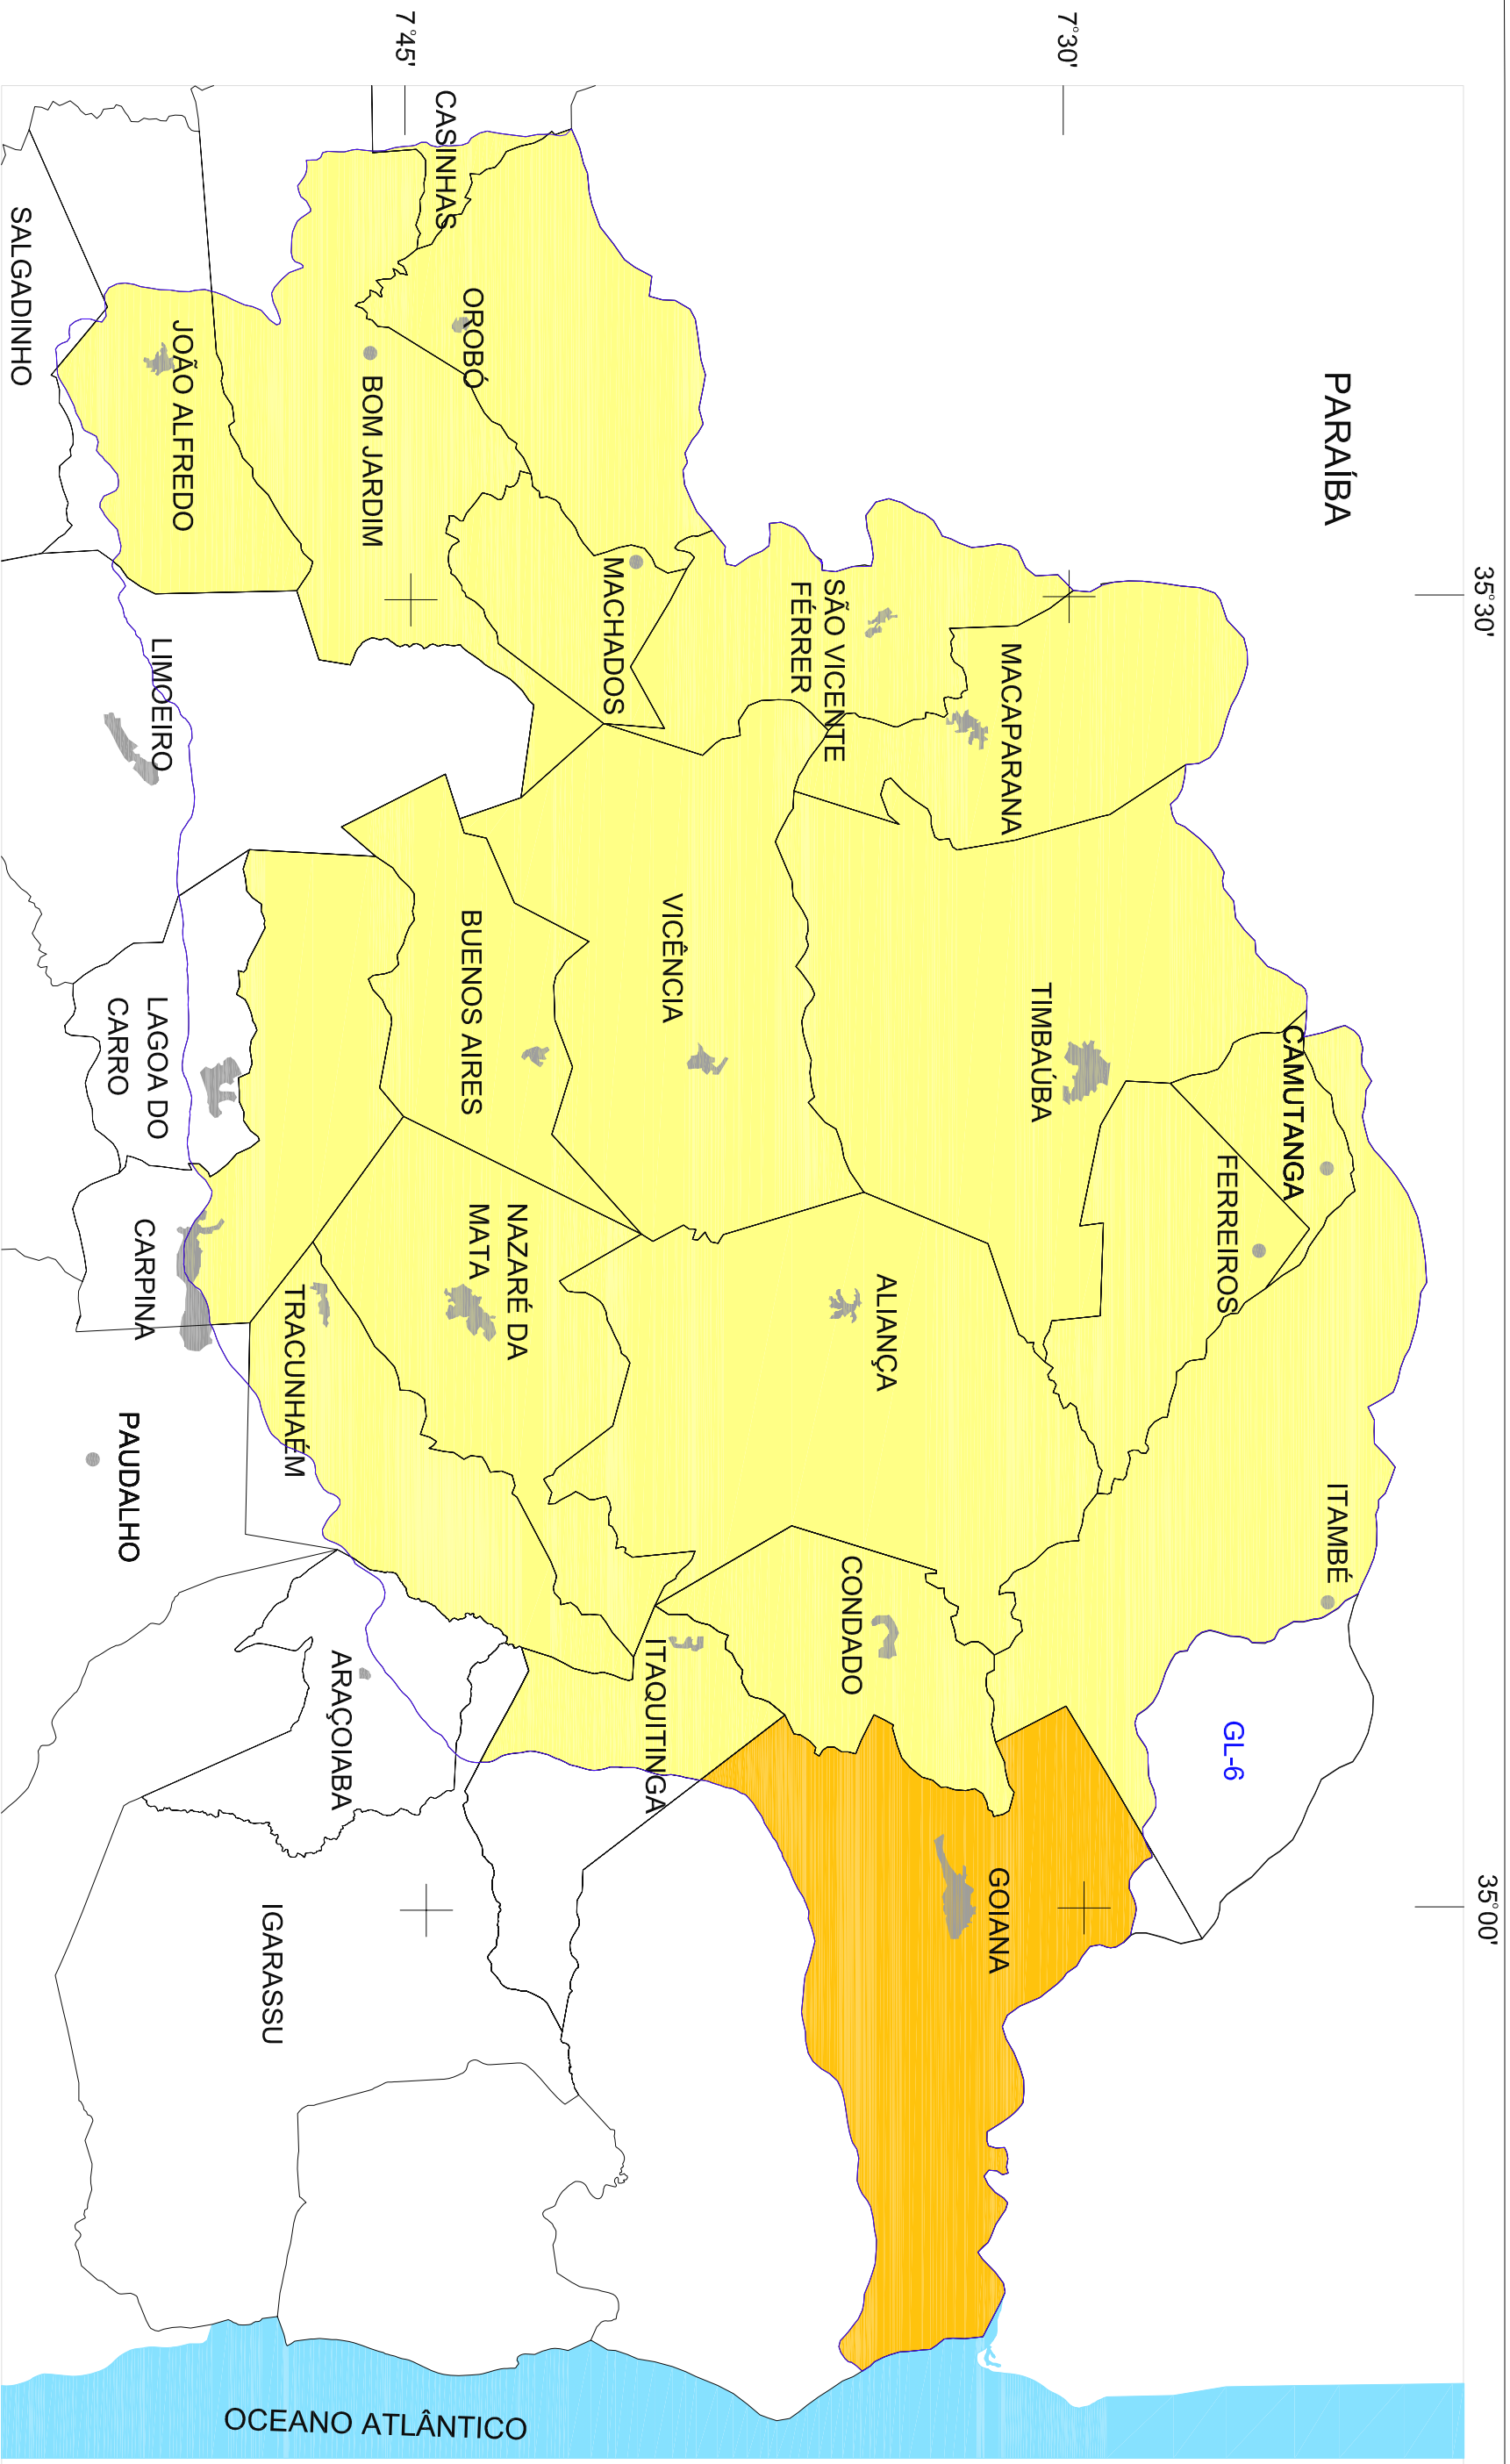 35°30'
35°00'
7°30'
7°45'
PARAÍBA
CAMUTANGA
ITAMBÉ
GL-6
FERREIROS
MACAPARANA
TIMBAÚBA
SÃO VICENTE
FÉRRER
ALIANÇA
CONDADO
GOIANA
MACHADOS
VICÊNCIA
ITAQUITINGA
CASINHAS
OROBÓ
BUENOS AIRES
NAZARÉ DA
MATA
BOM JARDIM
TRACUNHAÉM
ARAÇOIABA
IGARASSU
JOÃO ALFREDO
LIMOEIRO
LAGOA DO
CARRO
CARPINA
PAUDALHO
SALGADINHO
OCEANO ATLÂNTICO